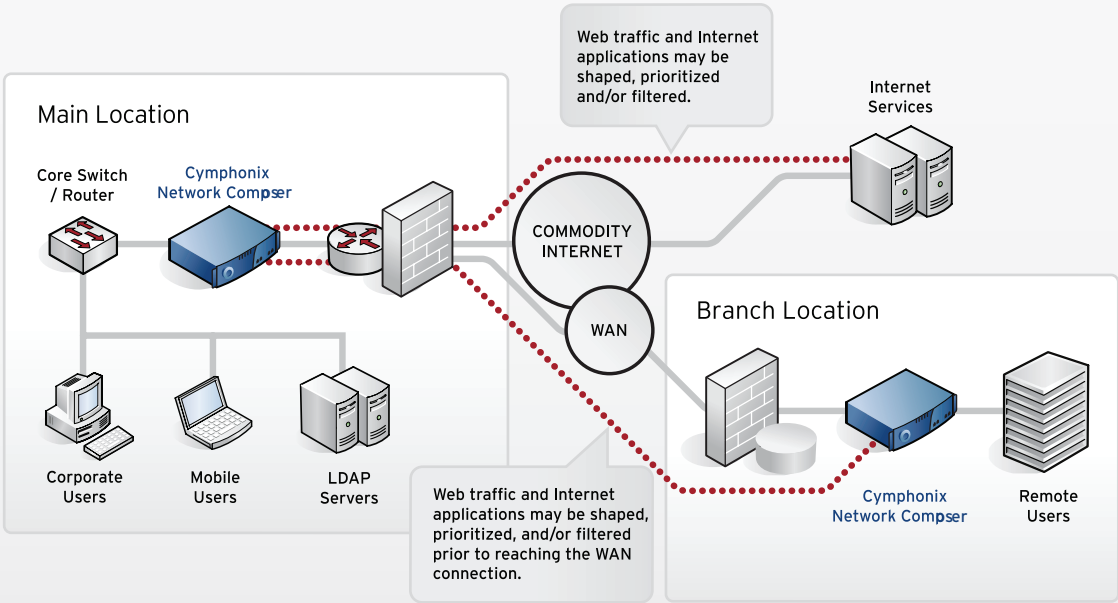 Web traffic and Internet
applications may be
shaped, prioritized
and/or filtered.
Internet
Services
Main Location
Core Switch
/ Router
Cymphonix
Network Compser
COMMODITY
INTERNET
WAN
Branch Location
Corporate
Users
Mobile
Users
LDAP
Servers
Web traffic and Internet
applications may be shaped,
prioritized, and/or filtered
prior to reaching the WAN
connection.
Cymphonix
Network Compser
Remote
Users